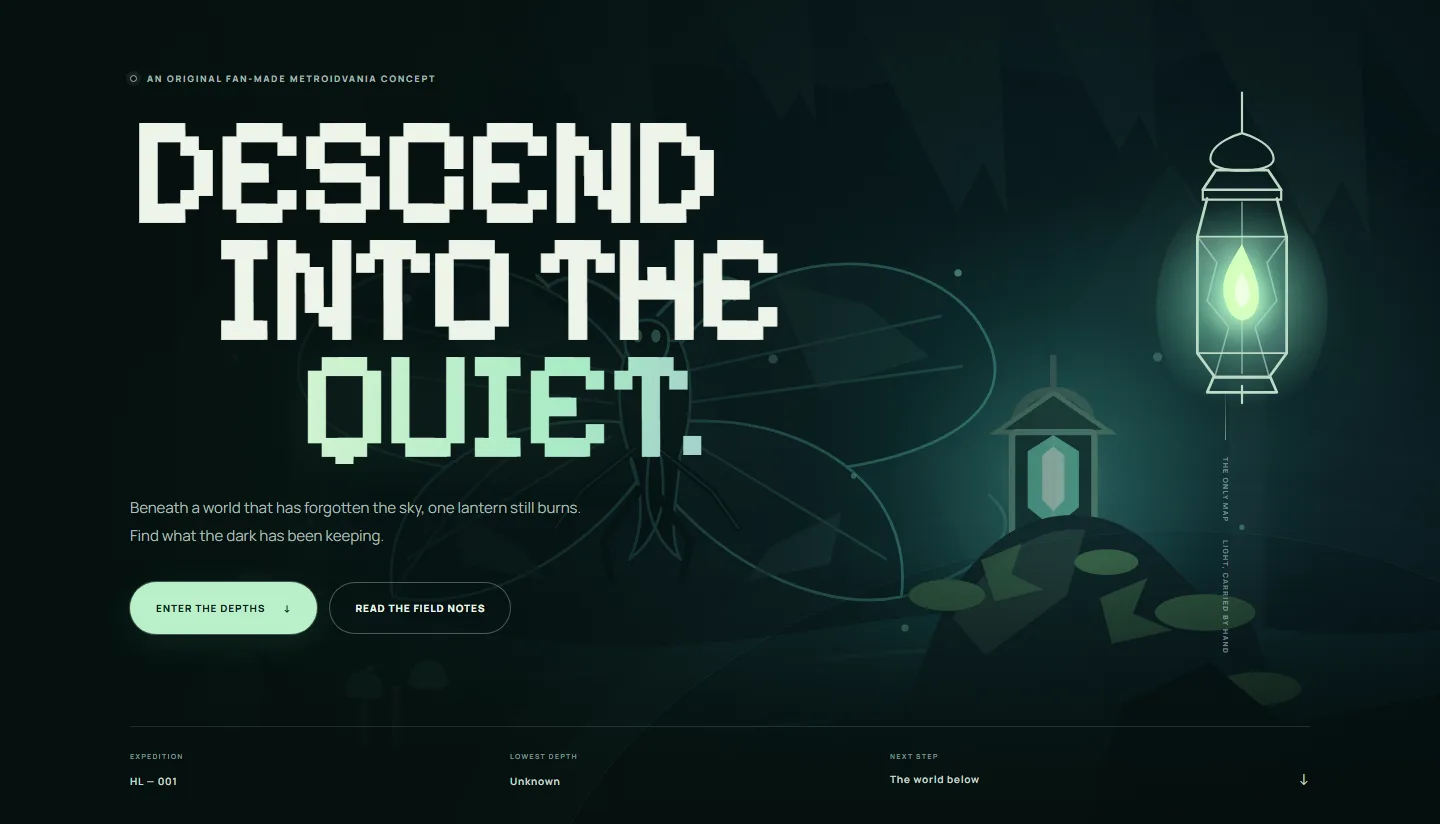 AN ORIGINAL FAN-MADE METROIDVANIA CONCEPT
DESCEND
INTO THE
QUIET.
Beneath a world that has forgotten the sky, one lantern still burns.
Find what the dark has been keeping.
ENTER THE DEPTHS ↓
READ THE FIELD NOTES
THE ONLY MAP
LIGHT, CARRIED BY HAND
EXPEDITION
HL — 001
LOWEST DEPTH
Unknown
NEXT STEP
The world below ↓